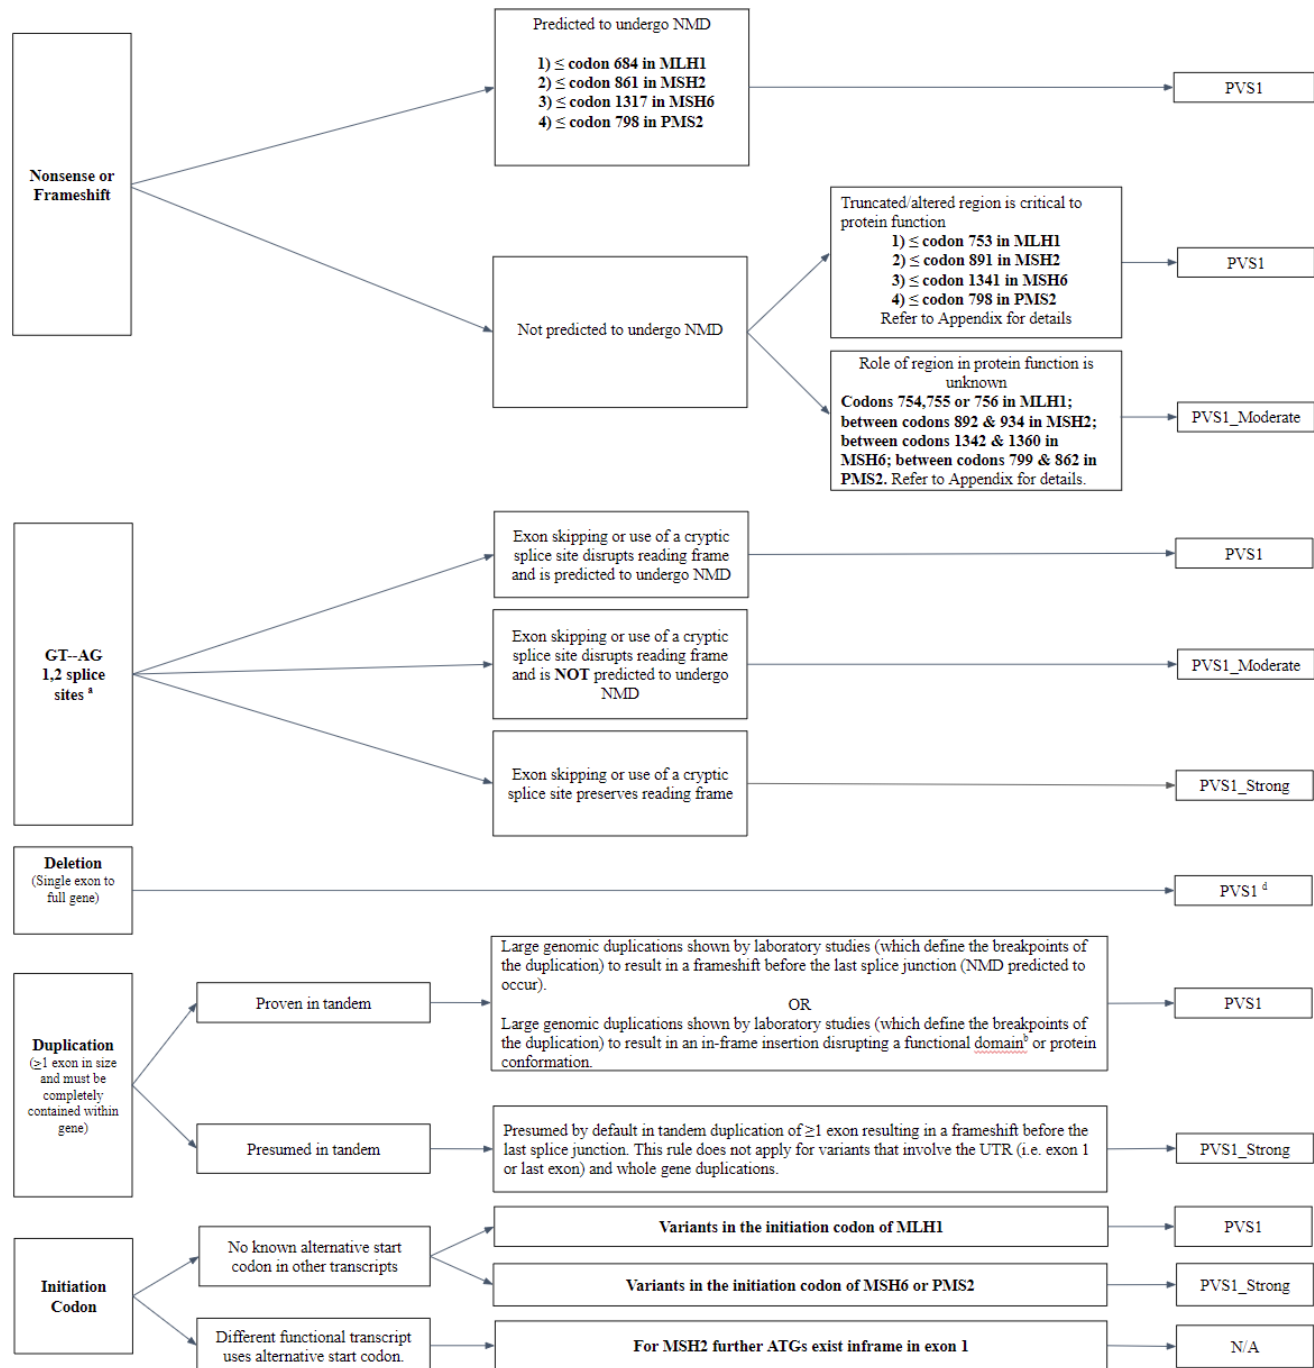 Nonsense or
Frameshift
Predicted to undergo NMD
1) ≤ codon 684 in MLH1
2) ≤ codon 861 in MSH2
3) ≤ codon 1317 in MSH6
4) ≤ codon 798 in PMS2
PVS1
Not predicted to undergo NMD
Truncated/altered region is critical to
protein function
1) ≤ codon 753 in MLH1
2) ≤ codon 891 in MSH2
3) ≤ codon 1341 in MSH6
4) ≤ codon 798 in PMS2
Refer to Appendix for details
PVS1
Role of region in protein function is
unknown
Codons 754,755 or 756 in MLH1;
between codons 892 & 934 in MSH2;
between codons 1342 & 1360 in
MSH6; between codons 799 & 862 in
PMS2. Refer to Appendix for details.
PVS1_Moderate
GT--AG
1,2 splice
sites a
Exon skipping or use of a cryptic
splice site disrupts reading frame
and is predicted to undergo NMD
PVS1
Exon skipping or use of a cryptic
splice site disrupts reading frame
and is NOT predicted to undergo
NMD
PVS1_Moderate
Exon skipping or use of a cryptic
splice site preserves reading frame
PVS1_Strong
Deletion
(Single exon to
full gene)
PVS1 d
Duplication
(≥1 exon in size
and must be
completely
contained within
gene)
Proven in tandem
Large genomic duplications shown by laboratory studies (which define the breakpoints of
the duplication) to result in a frameshift before the last splice junction (NMD predicted to
occur).
OR
Large genomic duplications shown by laboratory studies (which define the breakpoints of
the duplication) to result in an in-frame insertion disrupting a functional domain b or protein
conformation.
PVS1
Presumed in tandem
Presumed by default in tandem duplication of ≥1 exon resulting in a frameshift before the
last splice junction. This rule does not apply for variants that involve the UTR (i.e. exon 1
or last exon) and whole gene duplications.
PVS1_Strong
Initiation
Codon
No known alternative start
codon in other transcripts
Variants in the initiation codon of MLH1
PVS1
Variants in the initiation codon of MSH6 or PMS2
PVS1_Strong
Different functional transcript
uses alternative start codon.
For MSH2 further ATGs exist inframe in exon 1
N/A